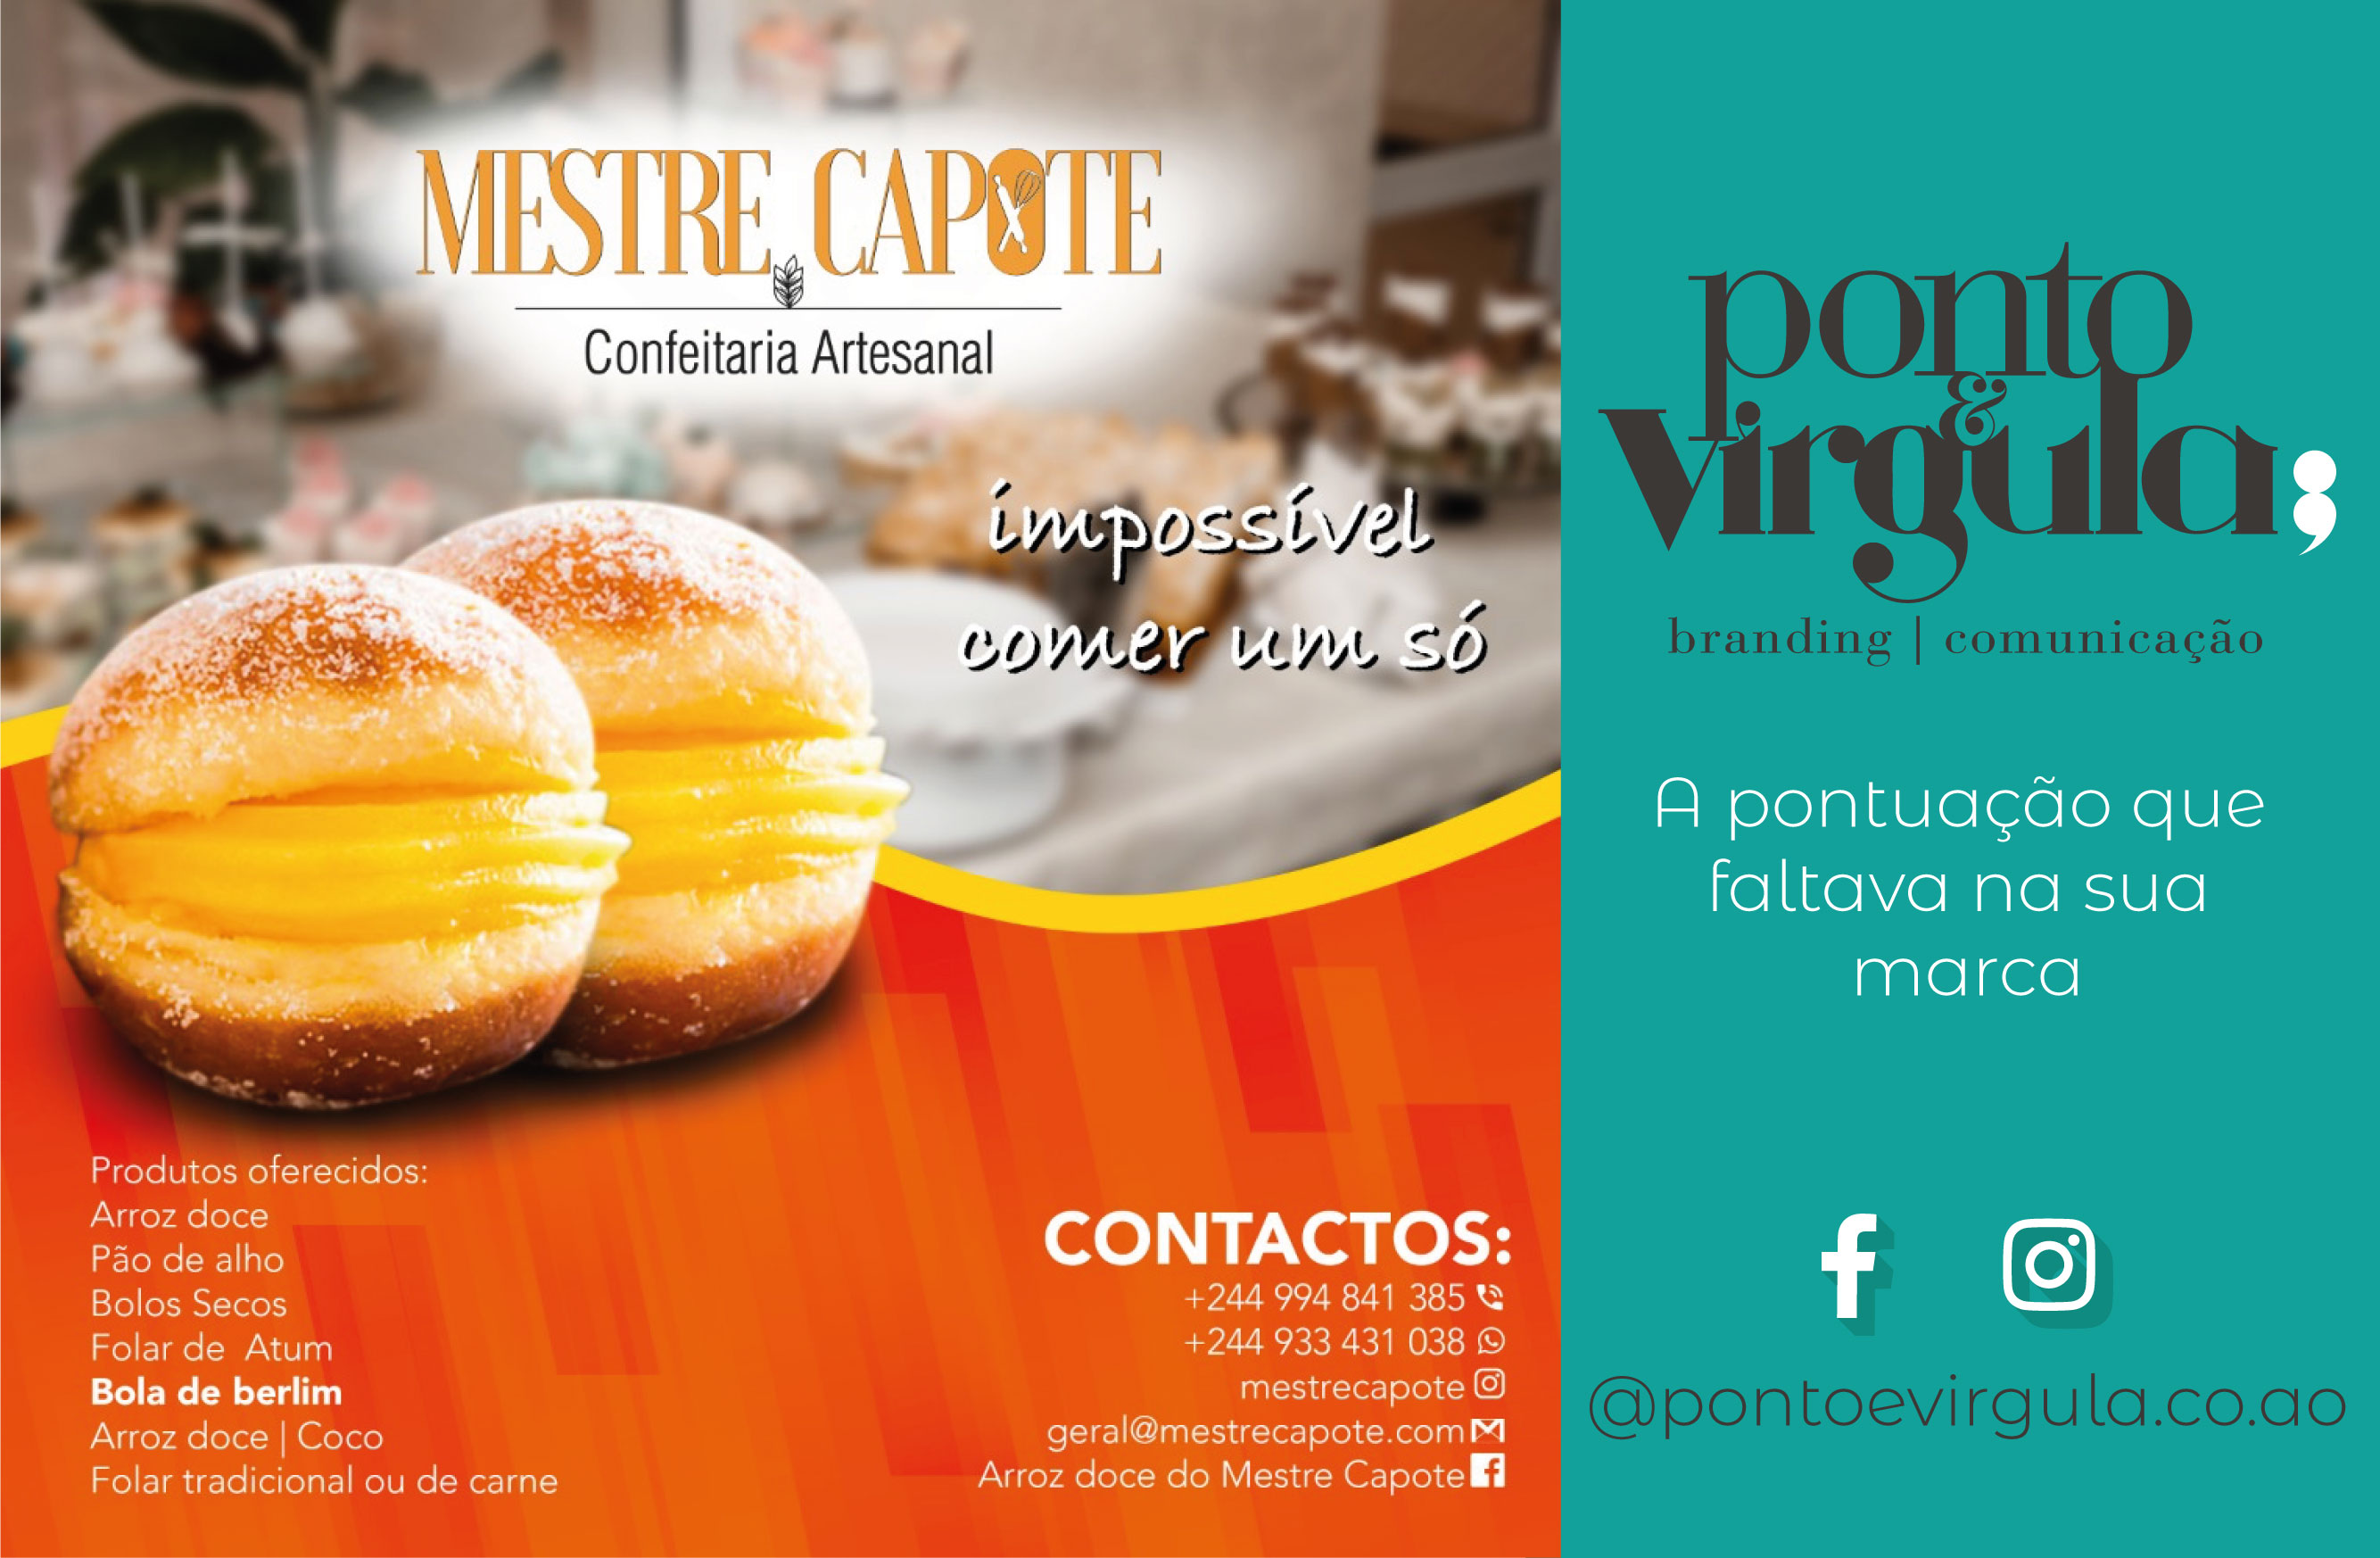 MESTRE CAPOTE
Confeitaria Artesanal
impossível
comer um só
Produtos oferecidos:
Arroz doce
Pão de alho
Bolos Secos
Folar de Atum
Bola de berlim
Arroz doce | Coco
Folar tradicional ou de carne
CONTACTOS:
+244 994 841 385
+244 933 431 038
mestrecapote
geral@mestrecapote.com
Arroz doce do Mestre Capote
ponto
&
virgula;
branding | comunicação
A pontuação que
faltava na sua
marca
@pontoevirgula.co.ao